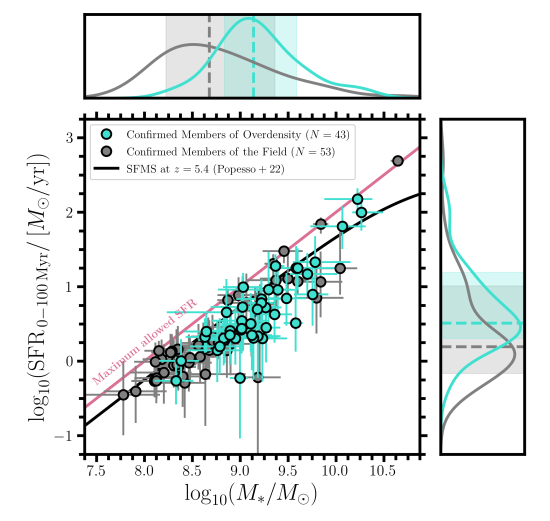 Confirmed Members of Overdensity (N = 43)
Confirmed Members of the Field (N = 53)
SFMS at z = 5.4 (Popesso + 22)
Maximum allowed SFR
3
2
1
0
−1
log₁₀(SFR₀₋₁₀₀ Myr/ [M⊙/yr])
7.5 8.0 8.5 9.0 9.5 10.0 10.5
log₁₀(M*/M⊙)